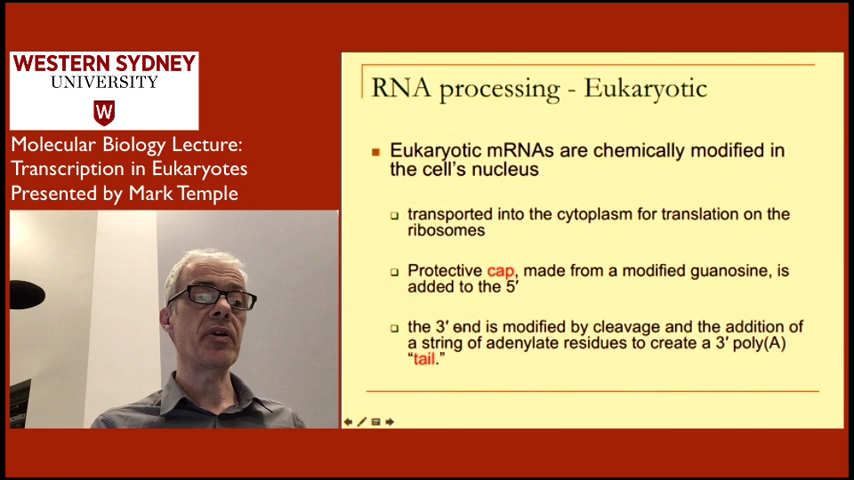 WESTERN SYDNEY
UNIVERSITY
W
Molecular Biology Lecture:
Transcription in Eukaryotes
Presented by Mark Temple
RNA processing - Eukaryotic
Eukaryotic mRNAs are chemically modified in
the cell's nucleus
transported into the cytoplasm for translation on the
ribosomes
Protective cap, made from a modified guanosine, is
added to the 5′
the 3′ end is modified by cleavage and the addition of
a string of adenylate residues to create a 3′ poly(A)
“tail.”